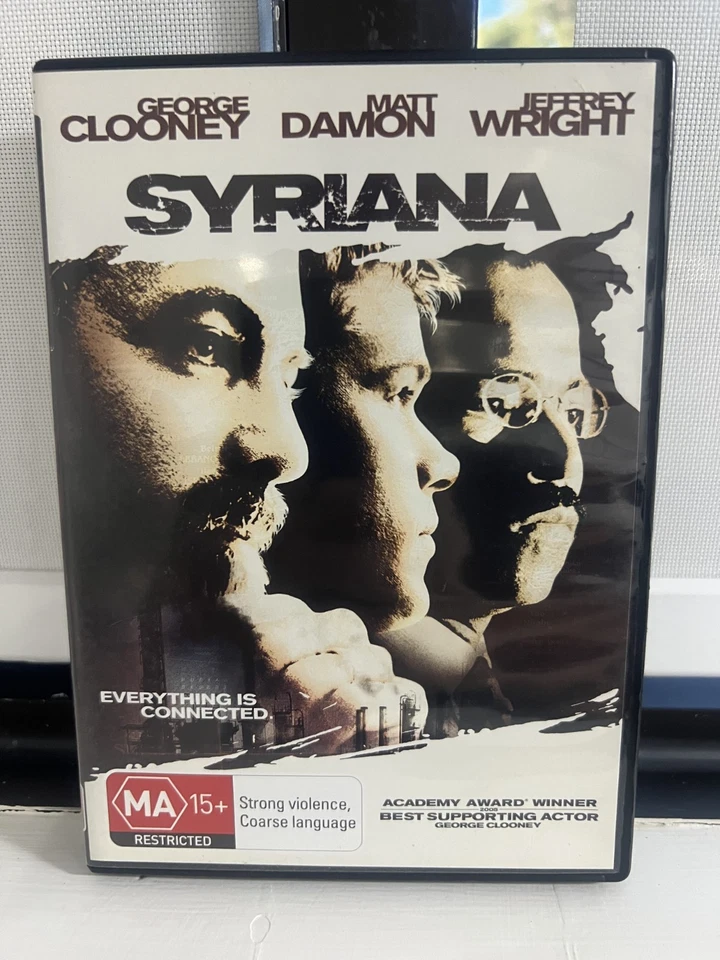 GEORGE MATT JEFFREY
CLOONEY DAMON WRIGHT
SYRIANA
EVERYTHING IS
CONNECTED.
MA 15+
RESTRICTED
Strong violence,
Coarse language
ACADEMY AWARD® WINNER
2005
BEST SUPPORTING ACTOR
GEORGE CLOONEY